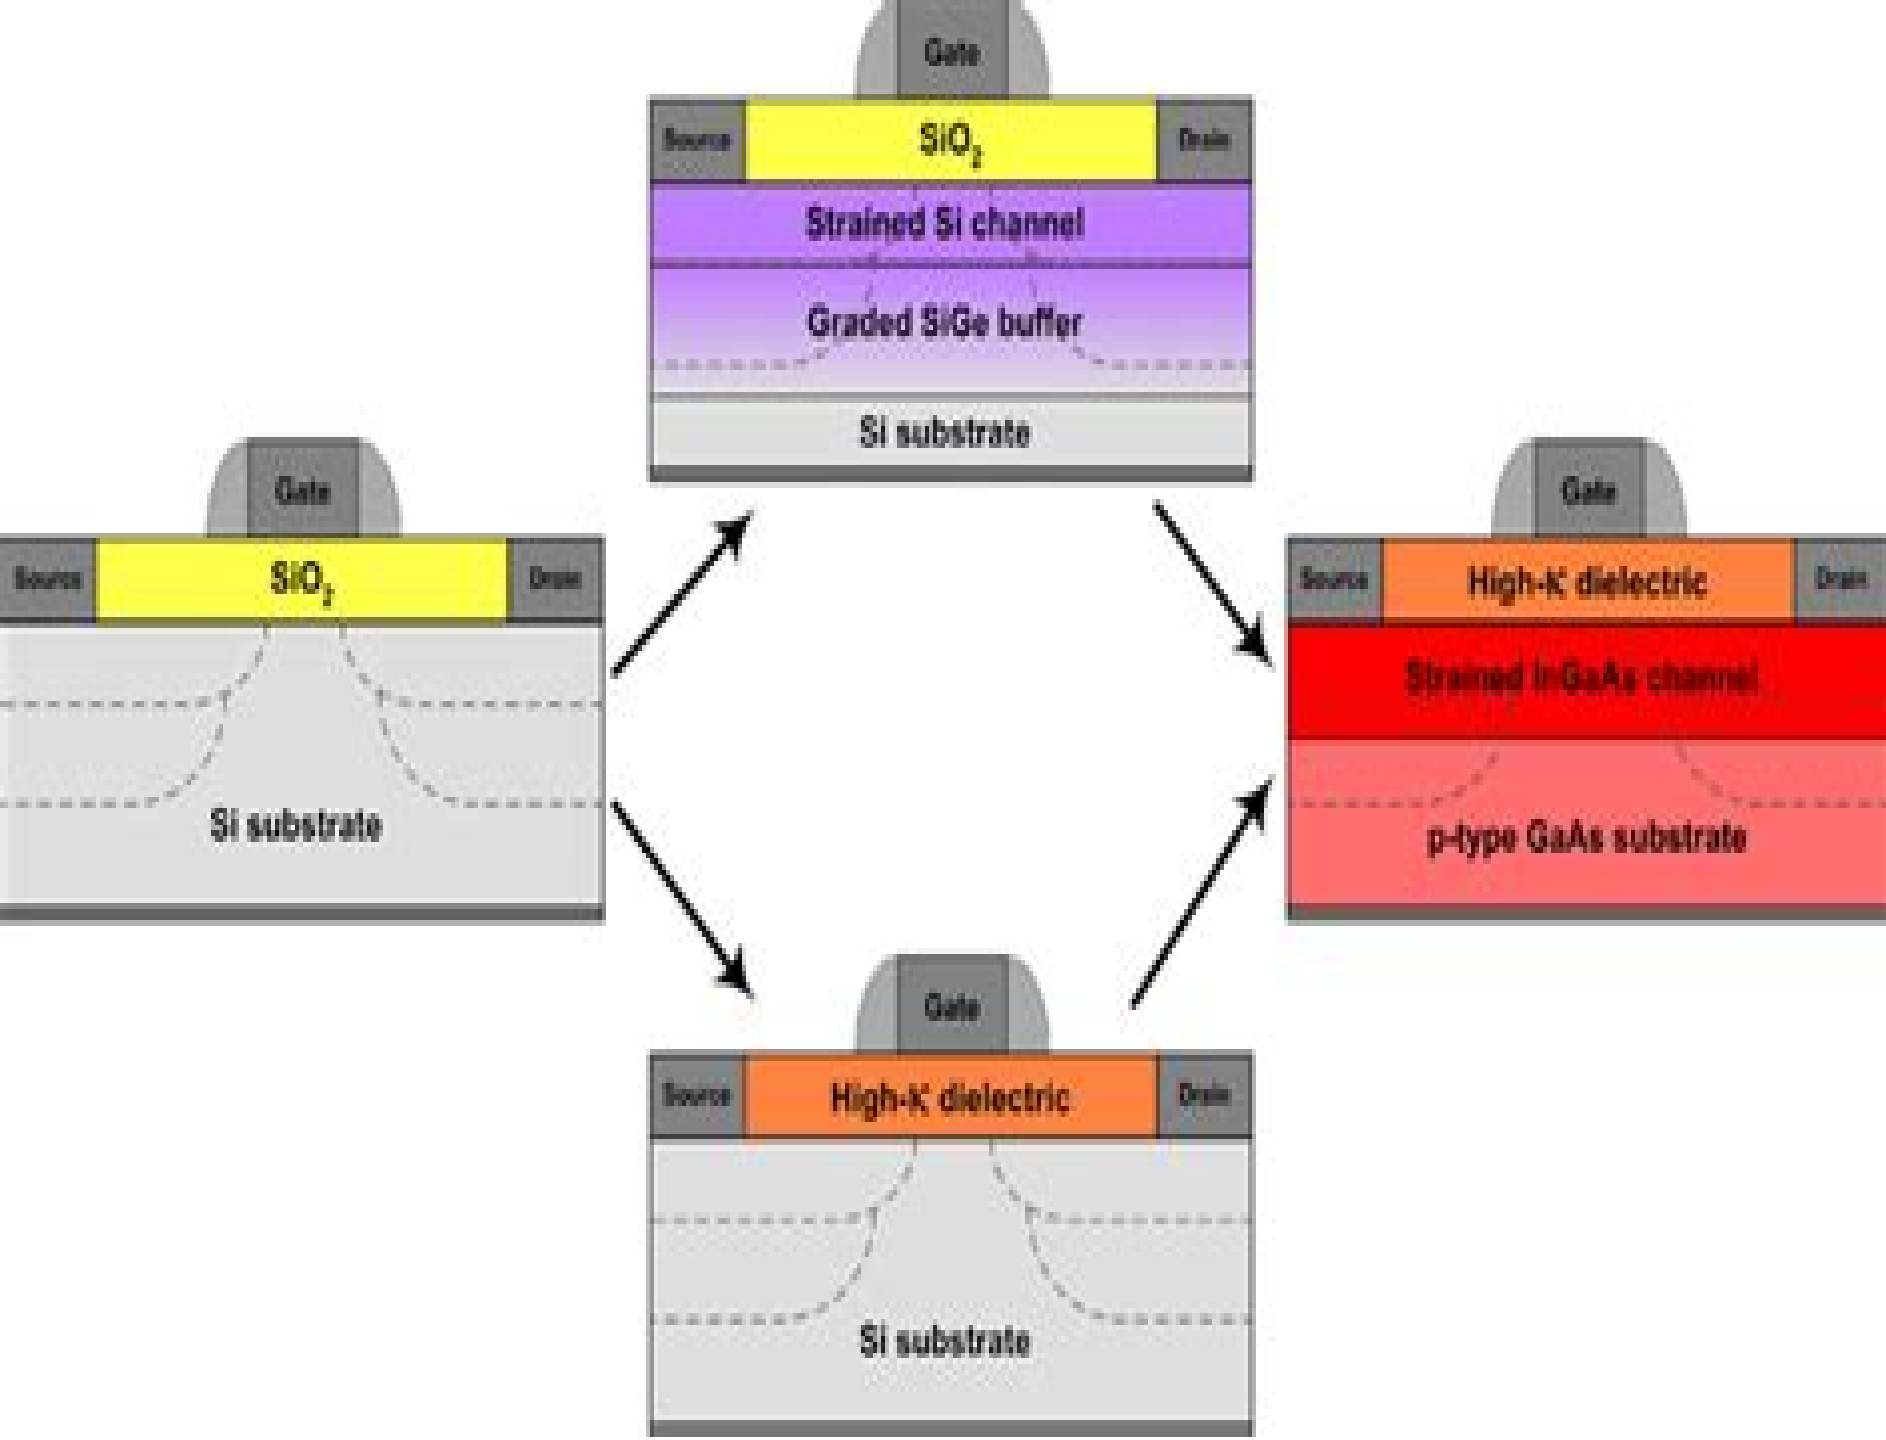 Gate
Source
SiO₂
Drain
Strained Si channel
Graded SiGe buffer
Si substrate
Gate
Source
SiO₂
Drain
Si substrate
Gate
Source
High-κ dielectric
Drain
Strained InGaAs channel
p-type GaAs substrate
Gate
Source
High-κ dielectric
Drain
Si substrate